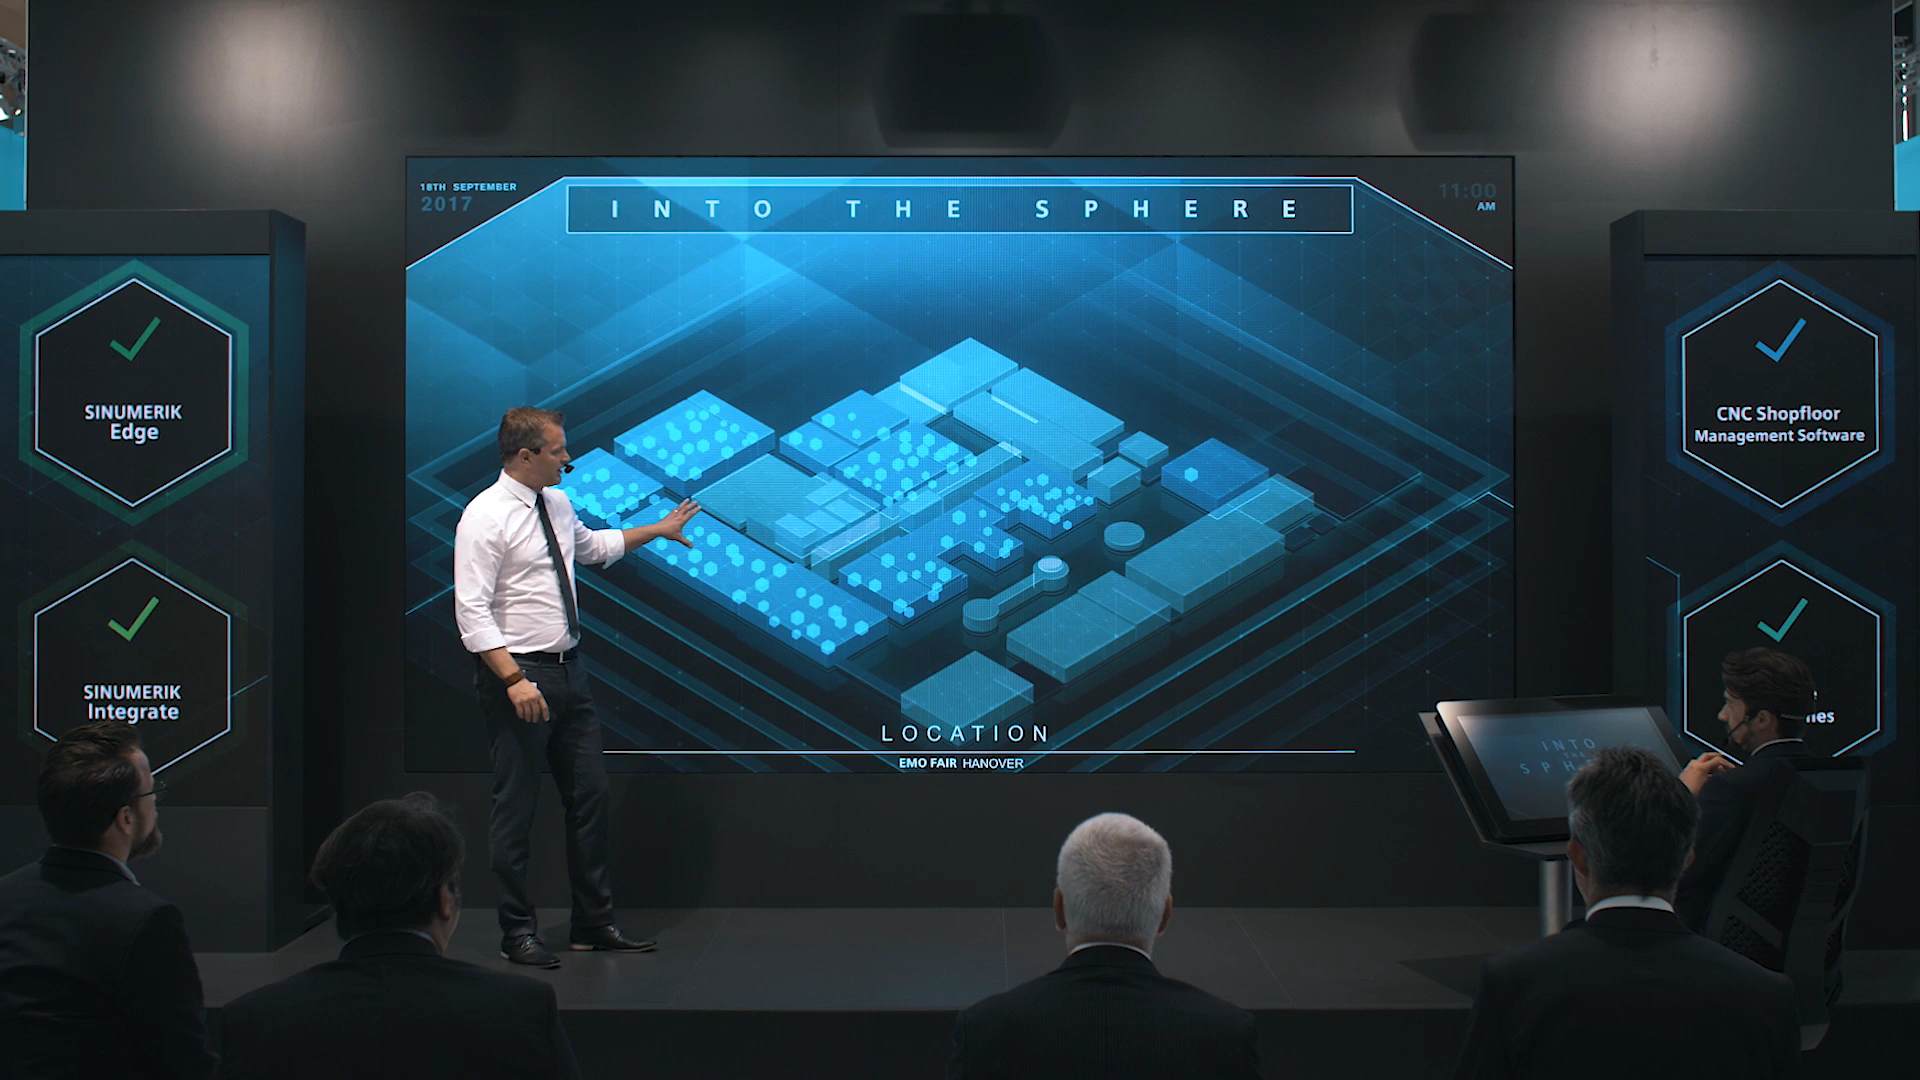 18TH SEPTEMBER
2017
INTO THE SPHERE
11:00
AM
SINUMERIK
Edge
SINUMERIK
Integrate
CNC Shopfloor
Management Software
LOCATION
EMO FAIR HANOVER
INTO